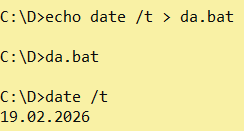 C:\D>echo date /t > da.bat
C:\D>da.bat
C:\D>date /t
19.02.2026